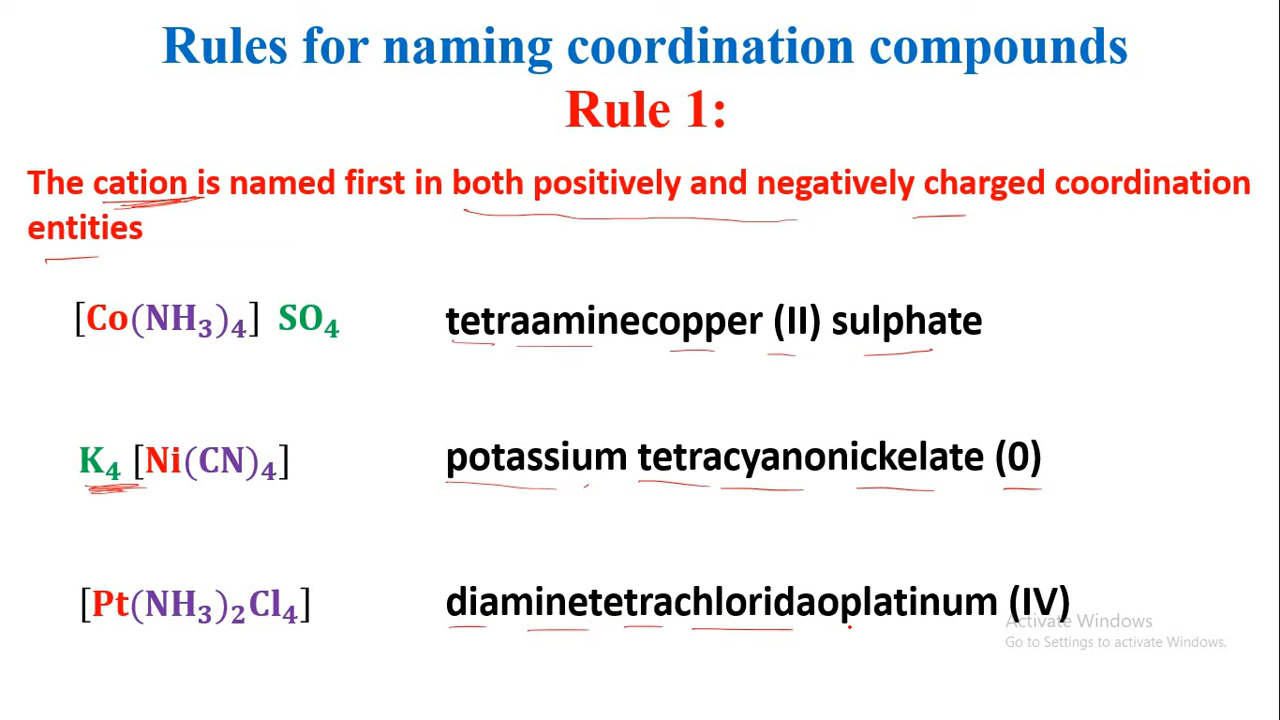 Rules for naming coordination compounds
Rule 1:
The cation is named first in both positively and negatively charged coordination
entities
[Co(NH₃)₄] SO₄ tetraaminecopper (II) sulphate
K₄ [Ni(CN)₄] potassium tetracyanonickelate (0)
[Pt(NH₃)₂Cl₄] diaminetetrachloridaoplatinum (IV)
Activate Windows
Go to Settings to activate Windows.